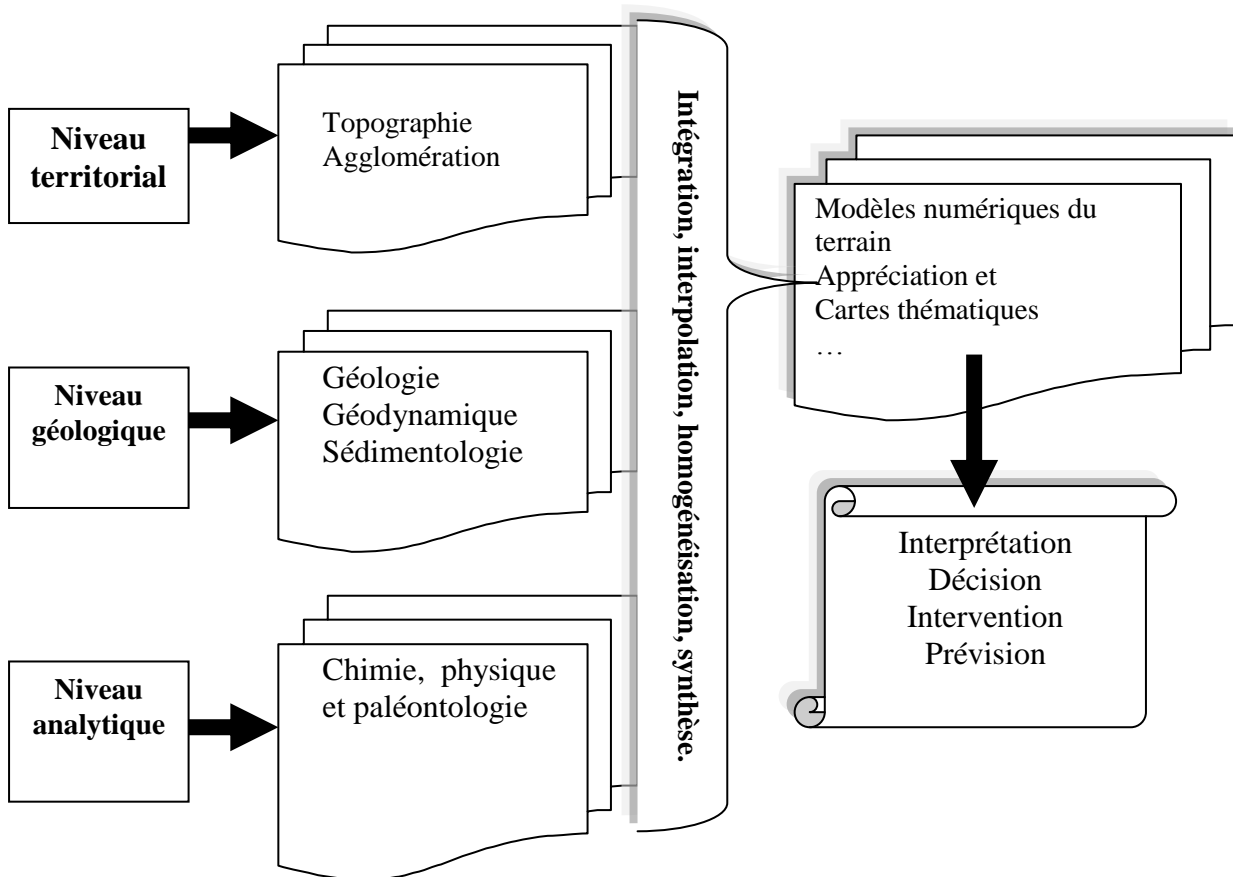 Niveau
territorial
Topographie
Agglomération
Niveau
géologique
Géologie
Géodynamique
Sédimentologie
Niveau
analytique
Chimie, physique
et paléontologie
Intégration, interpolation, homogénéisation, synthèse.
Modèles numériques du
terrain
Appréciation et
Cartes thématiques
…
Interprétation
Décision
Intervention
Prévision